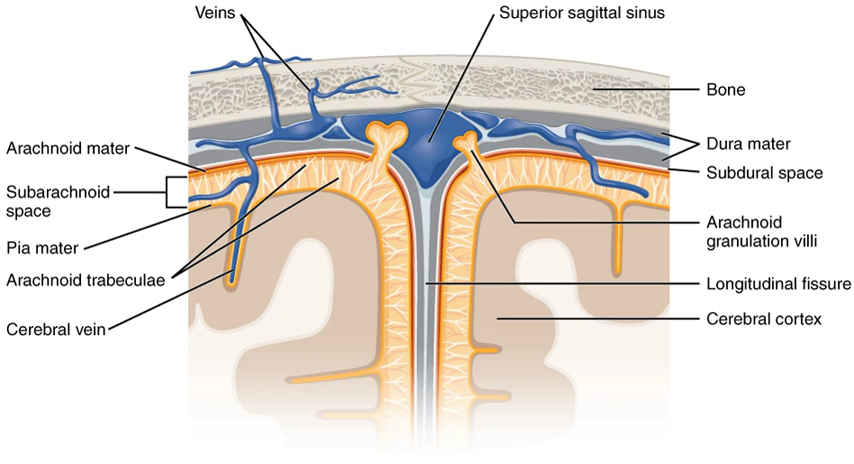 Veins
Superior sagittal sinus
Bone
Dura mater
Subdural space
Arachnoid
granulation villi
Longitudinal fissure
Cerebral cortex
Arachnoid mater
Subarachnoid
space
Pia mater
Arachnoid trabeculae
Cerebral vein